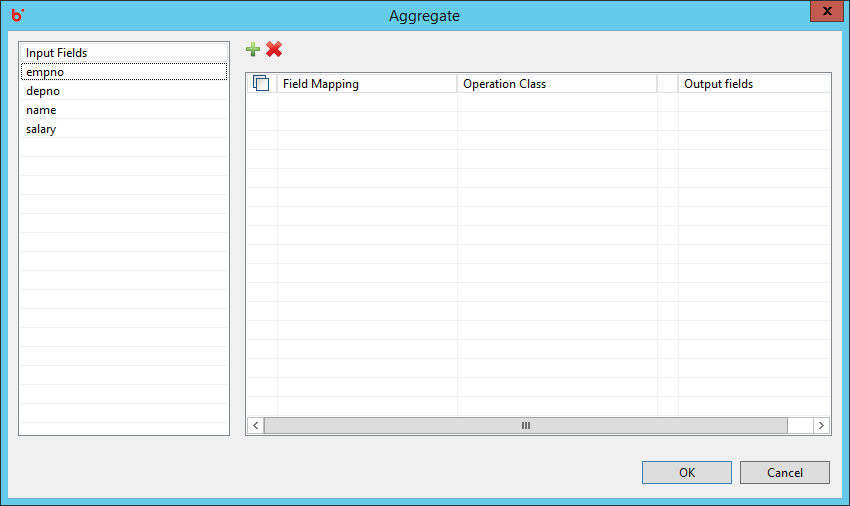 Aggregate
Input Fields
empno
depno
name
salary
Field Mapping Operation Class Output fields
OK Cancel